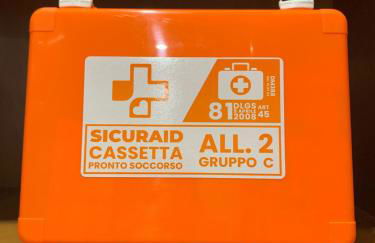 81 DLGS ART
9 APRILE
2008 45
SICURAID
CASSETTA
PRONTO SOCCORSO
ALL. 2
GRUPPO C